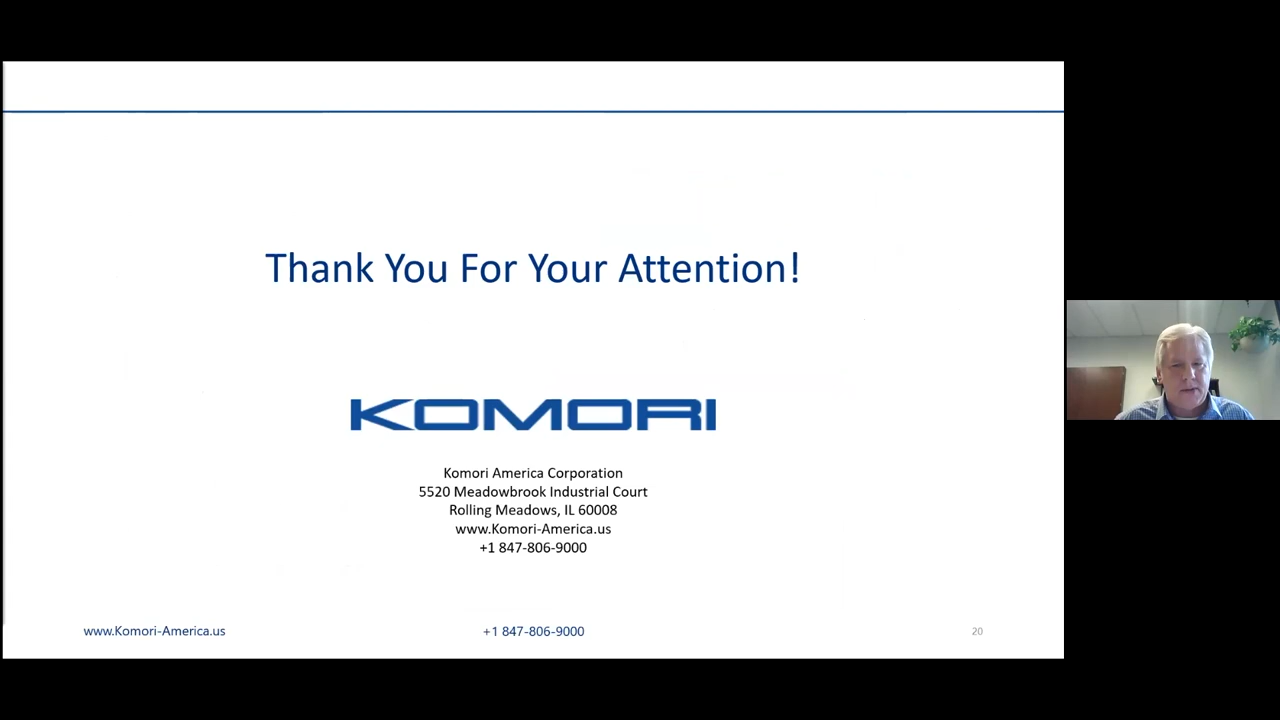 Thank You For Your Attention!
KOMORI
Komori America Corporation
5520 Meadowbrook Industrial Court
Rolling Meadows, IL 60008
www.Komori-America.us
+1 847-806-9000
www.Komori-America.us
+1 847-806-9000
20